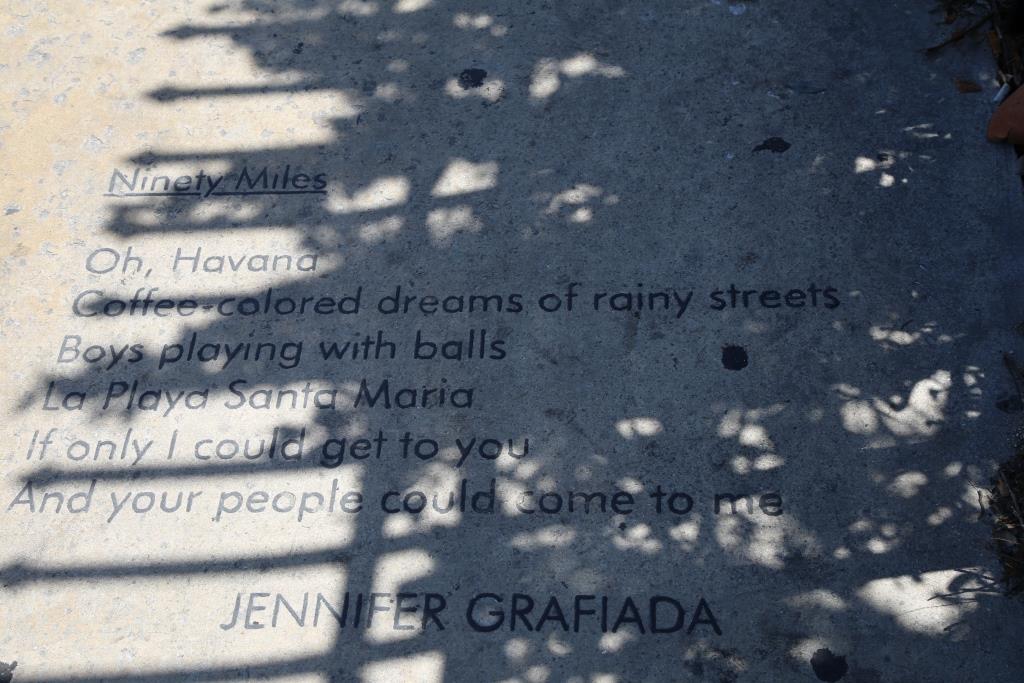 Ninety Miles
Oh, Havana
Coffee-colored dreams of rainy streets
Boys playing with balls
La Playa Santa Maria
If only I could get to you
And your people could come to me
JENNIFER GRAFIADA